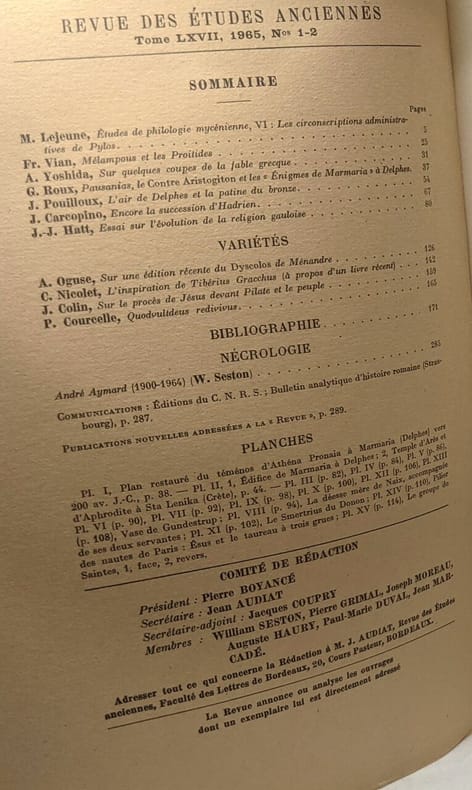 REVUE DES ÉTUDES ANCIENNES
Tome LXVII, 1965, Nos 1-2
SOMMAIRE
Pages
M. Lejeune, Études de philologie mycénienne, VI : Les circonscriptions administra-
tives de Pylos. 5
Fr. Vian, Mélampous et les Proitides 25
A. Yoshida, Sur quelques coupes de la fable grecque 31
G. Roux, Pausanias, le Contre Aristogiton et les « Énigmes de Marmaria » à Delphes. 37
J. Pouilloux, L'air de Delphes et la patine du bronze. 54
J. Carcopino, Encore la succession d'Hadrien. 67
J.-J. Hatt, Essai sur l'évolution de la religion gauloise 80
VARIÉTÉS
A. Oguse, Sur une édition récente du Dyscolos de Ménandre 126
C. Nicolet, L'inspiration de Tibérius Gracchus (à propos d'un livre récent) 142
J. Colin, Sur le procès de Jésus devant Pilate et le peuple 159
P. Courcelle, Quodvultdeus redivivus. 165
BIBLIOGRAPHIE 171
NÉCROLOGIE
André Aymard (1900-1964) (W. Seston) 285
COMMUNICATIONS : Éditions du C. N. R. S. ; Bulletin analytique d'histoire romaine (Stras-
bourg), p. 287.
PUBLICATIONS NOUVELLES ADRESSÉES A LA « REVUE », p. 289.
PLANCHES
Pl. I, Plan restauré du téménos d'Athéna Pronaia à Marmaria (Delphes) vers
200 av. J.-C., p. 38. — Pl. II, 1, Édifice de Marmaria à Delphes ; 2, Temple d'Arès et
d'Aphrodite à Sta Lenika (Crète), p. 44. — Pl. III (p. 82), Pl. IV (p. 84), Pl. V (p. 86),
Pl. VI (p. 90), Pl. VII (p. 92), Pl. IX (p. 98), Pl. X (p. 100), Pl. XII (p. 106), Pl. XIII
(p. 108), Vase de Gundestrup ; Pl. VIII (p. 94), La déesse mère de Naix, accompagnée
de ses deux servantes ; Pl. XI (p. 102), Le Smertrius du Donon ; Pl. XIV (p. 110), Pilier
des nautes de Paris : Ésus et le taureau à trois grues ; Pl. XV (p. 114), Le groupe de
Saintes, 1, face, 2, revers.
COMITÉ DE RÉDACTION
Président : Pierre BOYANCÉ
Secrétaire : Jean AUDIAT
Secrétaire-adjoint : Jacques COUPRY
Membres : William SESTON, Pierre GRIMAL, Joseph MOREAU,
Auguste HAURY, Paul-Marie DUVAL, Jean MAR-
CADÉ.
Adresser tout ce qui concerne la Rédaction à M. J. AUDIAT, Revue des Études
anciennes, Faculté des Lettres de Bordeaux, 20, Cours Pasteur, BORDEAUX.
La Revue annonce ou analyse les ouvrages
dont un exemplaire lui est directement adressé